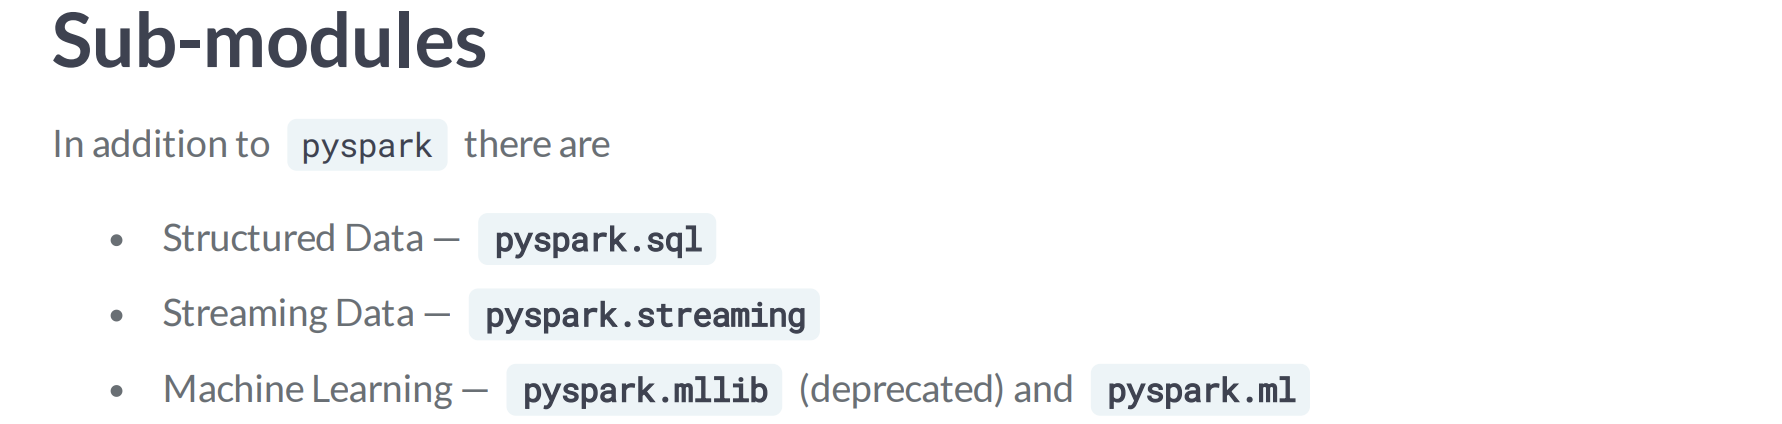 Sub-modules
In addition to pyspark there are
• Structured Data — pyspark.sql
• Streaming Data — pyspark.streaming
• Machine Learning — pyspark.mllib (deprecated) and pyspark.ml